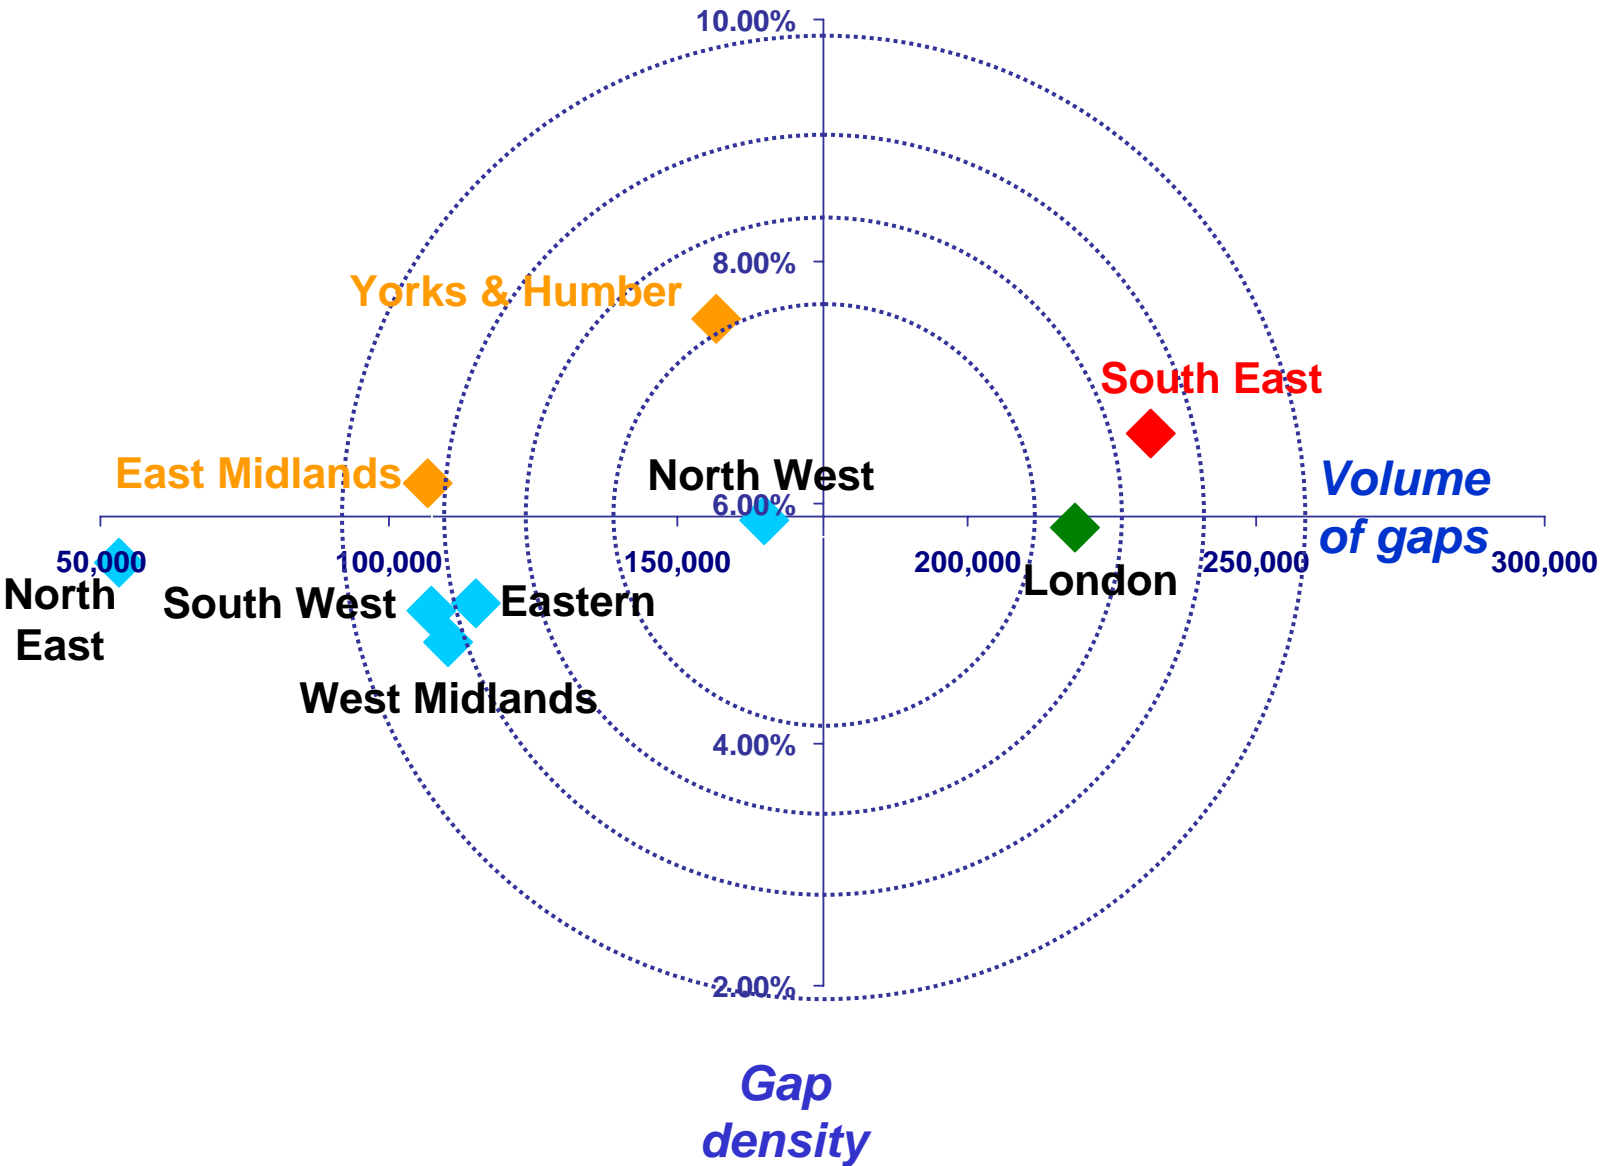 10.00%
8.00%
Yorks & Humber
South East
East Midlands
North West
Volume
of gaps
6.00%
50,000
100,000
150,000
200,000
250,000
300,000
North
East
South West
Eastern
London
West Midlands
4.00%
2.00%
Gap
density